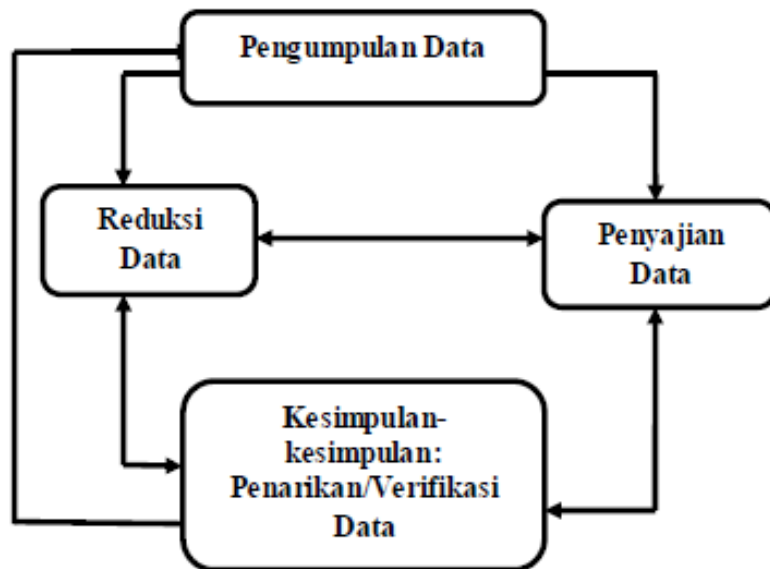 Pengumpulan Data
Reduksi
Data
Penyajian
Data
Kesimpulan-
kesimpulan:
Penarikan/Verifikasi
Data